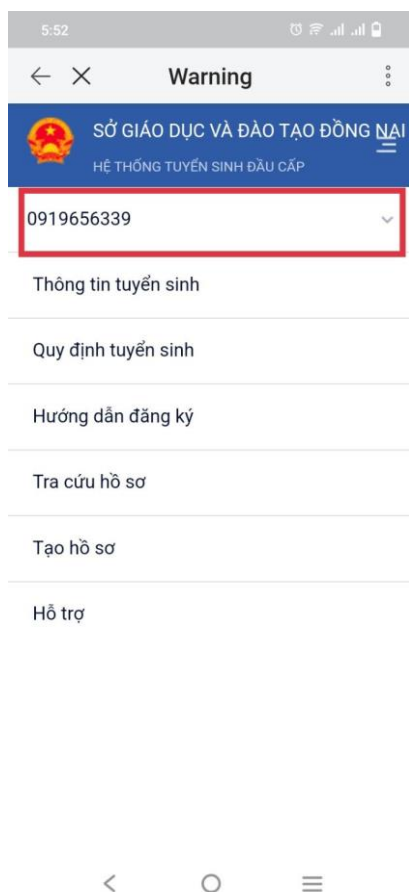 5:52
Warning
SỞ GIÁO DỤC VÀ ĐÀO TẠO ĐỒNG NAI
HỆ THỐNG TUYỂN SINH ĐẦU CẤP
0919656339
Thông tin tuyển sinh
Quy định tuyển sinh
Hướng dẫn đăng ký
Tra cứu hồ sơ
Tạo hồ sơ
Hỗ trợ